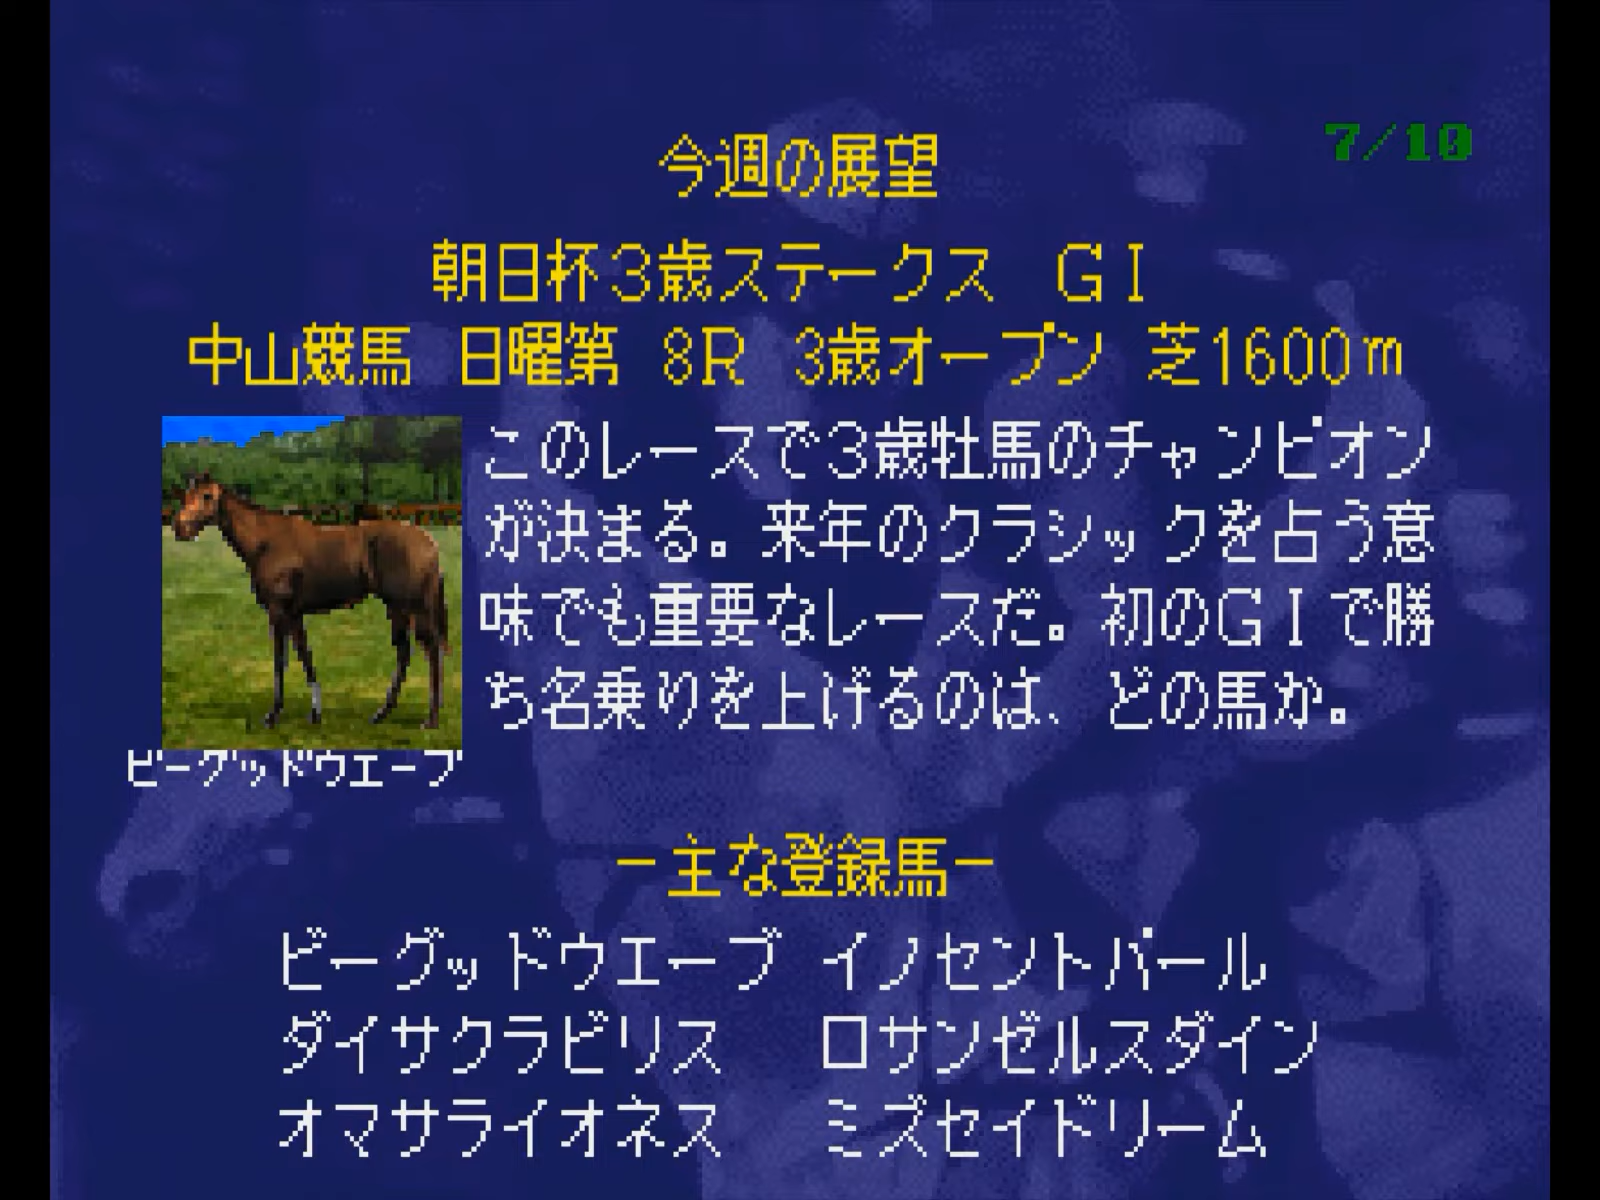 7/10
今週の展望
朝日杯3歳ステークス GⅠ
中山競馬 日曜第 8R 3歳オープン 芝1600m
このレースで3歳牡馬のチャンピオン
が決まる。来年のクラシックを占う意
味でも重要なレースだ。初のGⅠで勝
ち名乗りを上げるのは、どの馬か。
ビーグッドウエーブ
ー主な登録馬ー
ビーグッドウエーブ イノセントパール
ダイサクラビリス ロサンゼルスダイン
オマサライオネス ミズセイドリーム